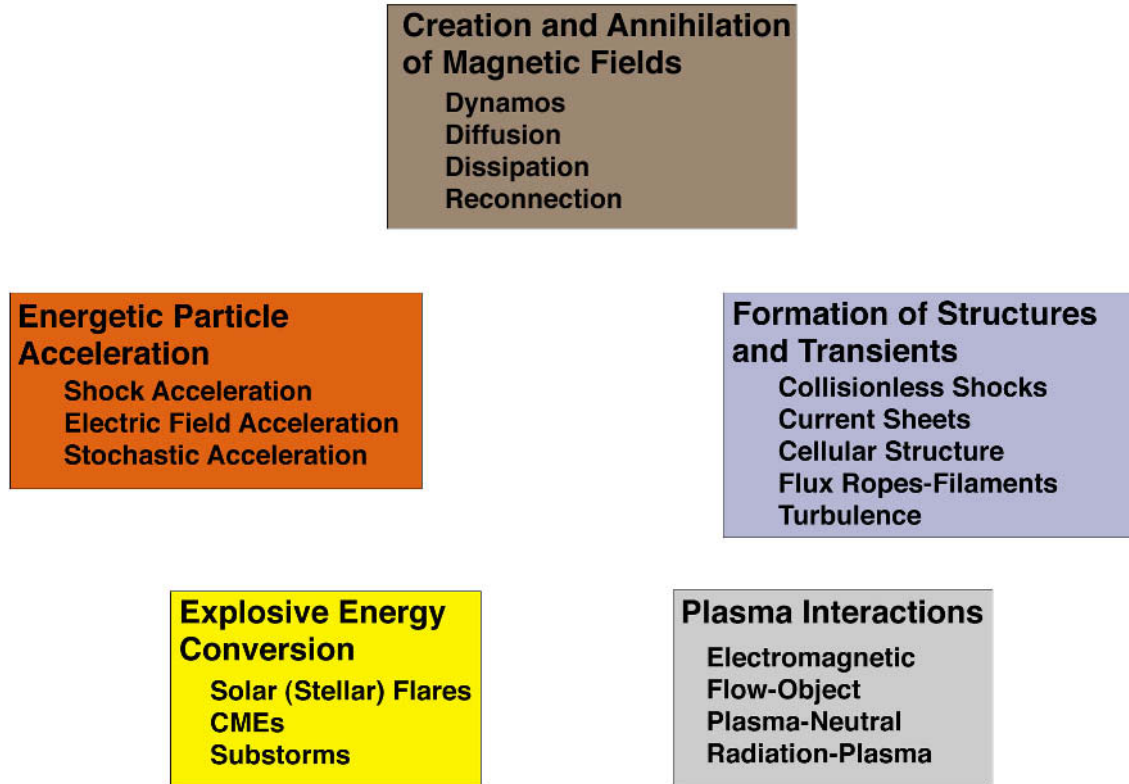 Creation and Annihilation
of Magnetic Fields
Dynamos
Diffusion
Dissipation
Reconnection
Energetic Particle
Acceleration
Shock Acceleration
Electric Field Acceleration
Stochastic Acceleration
Formation of Structures
and Transients
Collisionless Shocks
Current Sheets
Cellular Structure
Flux Ropes-Filaments
Turbulence
Explosive Energy
Conversion
Solar (Stellar) Flares
CMEs
Substorms
Plasma Interactions
Electromagnetic
Flow-Object
Plasma-Neutral
Radiation-Plasma